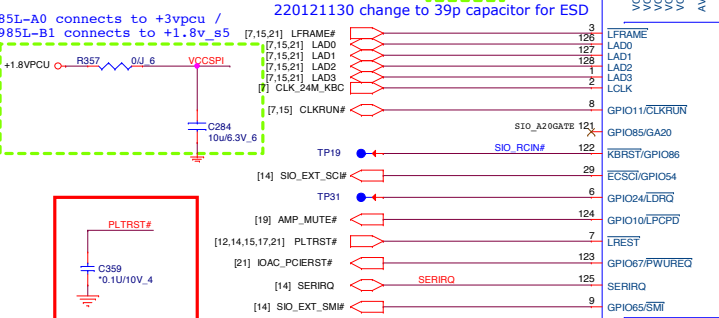 220121130 change to 39p capacitor for ESD
85L-A0 connects to +3vpcu /
985L-B1 connects to +1.8v_s5
+1.8VPCU
R357
0/J_6
VCCSPI
C284
10u/6.3V_6
[7,15,21] LFRAME#
3
LFRAME
[7,15,21] LAD0
126
LAD0
[7,15,21] LAD1
127
LAD1
[7,15,21] LAD2
128
LAD2
[7,15,21] LAD3
1
LAD3
[7] CLK_24M_KBC
2
LCLK
[7,15] CLKRUN#
8
GPIO11/CLKRUN
SIO_A20GATE
121
GPIO85/GA20
TP19
SIO_RCIN#
122
KBRST/GPIO86
[14] SIO_EXT_SCI#
29
ECSCI/GPIO54
TP31
6
GPIO24/LDRQ
[19] AMP_MUTE#
124
GPIO10/LPCPD
[12,14,15,17,21] PLTRST#
7
LREST
[21] IOAC_PCIERST#
123
GPIO67/PWUREQ
[14] SERIRQ
SERIRQ
125
SERIRQ
[14] SIO_EXT_SMI#
9
GPIO65/SMI
PLTRST#
C359
*0.1U/10V_4